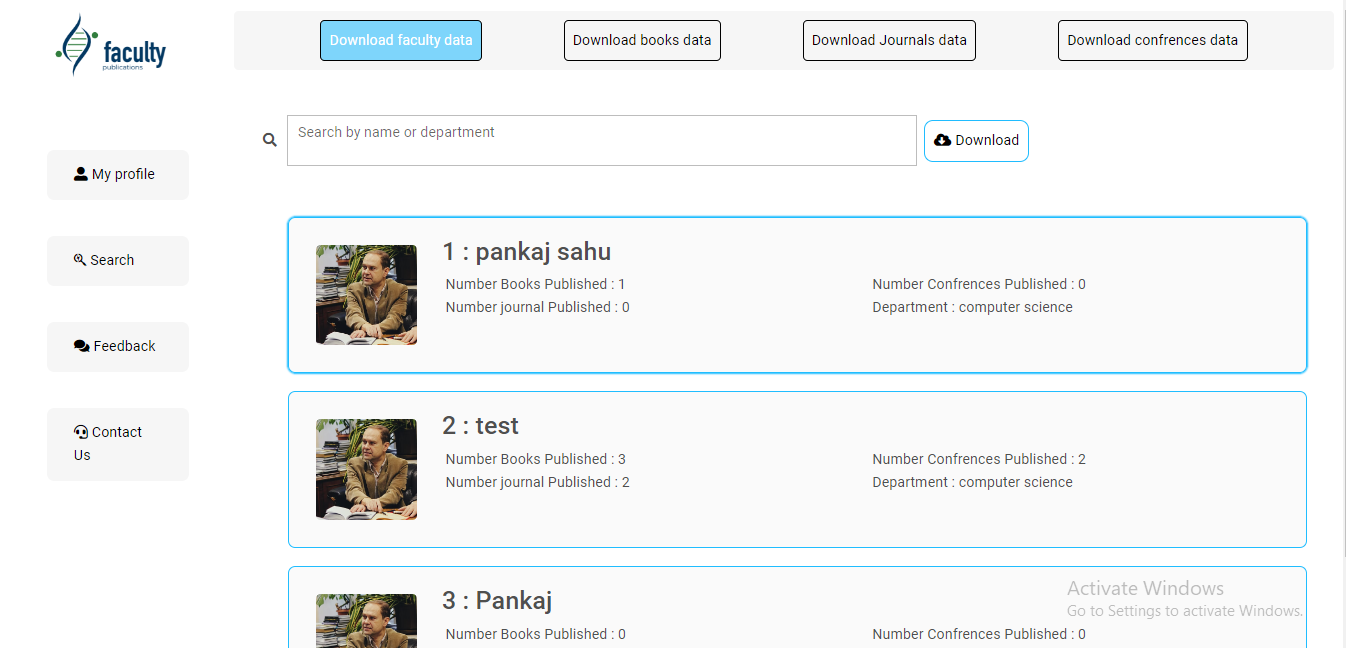 faculty
publications
Download faculty data
Download books data
Download Journals data
Download confrences data
Search by name or department
Download
My profile
Search
Feedback
Contact
Us
1 : pankaj sahu
Number Books Published : 1
Number Confrences Published : 0
Number journal Published : 0
Department : computer science
2 : test
Number Books Published : 3
Number Confrences Published : 2
Number journal Published : 2
Department : computer science
3 : Pankaj
Number Books Published : 0
Number Confrences Published : 0
Activate Windows
Go to Settings to activate Windows.